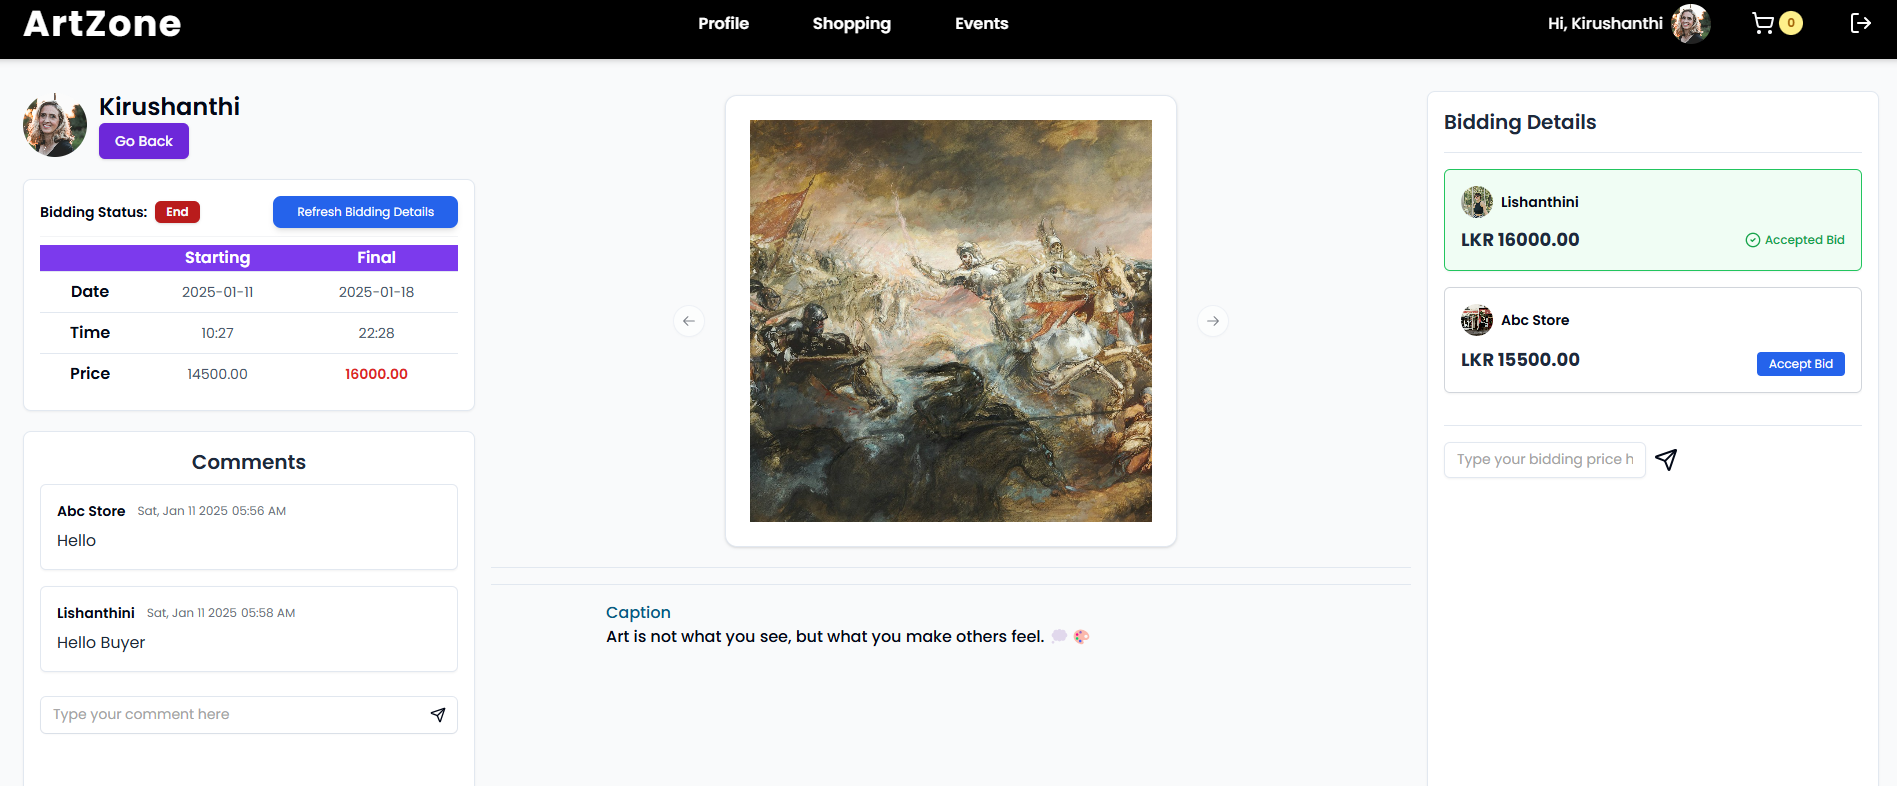 ArtZone
Profile
Shopping
Events
Hi, Kirushanthi
0
Kirushanthi
Go Back
Bidding Status: End
Refresh Bidding Details
Starting Final
Date 2025-01-11 2025-01-18
Time 10:27 22:28
Price 14500.00 16000.00
Comments
Abc Store Sat, Jan 11 2025 05:56 AM
Hello
Lishanthini Sat, Jan 11 2025 05:58 AM
Hello Buyer
Type your comment here
Caption
Art is not what you see, but what you make others feel. 💭 🎨
Bidding Details
Lishanthini
LKR 16000.00
Accepted Bid
Abc Store
LKR 15500.00
Accept Bid
Type your bidding price h